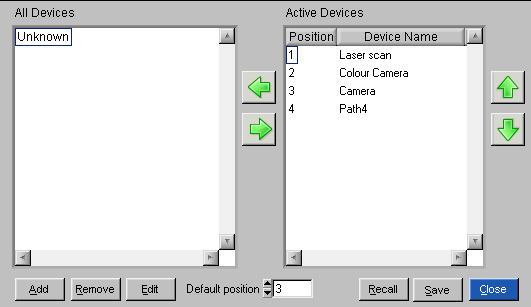 All Devices
Active Devices
Unknown
Position Device Name
1 Laser scan
2 Colour Camera
3 Camera
4 Path4
Add Remove Edit Default position 3 Recall Save Close